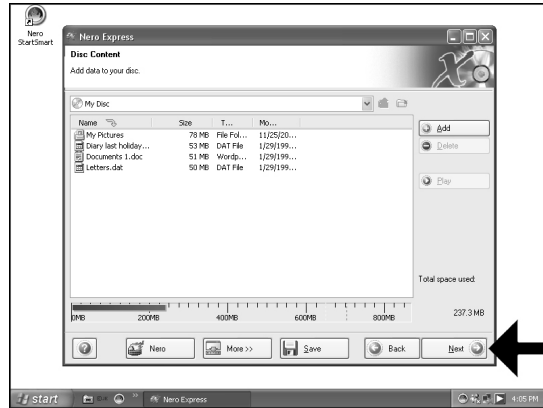 Nero
StartSmart
Nero Express
Disc Content
Add data to your disc.
My Disc
Name Size T... Mo...
My Pictures 78 MB File Fol... 11/25/20...
Diary last holiday... 53 MB DAT File 1/29/199...
Documents 1.doc 51 MB Wordp... 1/29/199...
Letters.dat 50 MB DAT File 1/29/199...
Add
Delete
Play
Total space used:
0MB 200MB 400MB 600MB 800MB 237.3 MB
Nero More >> Save Back Next
start Nero Express 4:05 PM